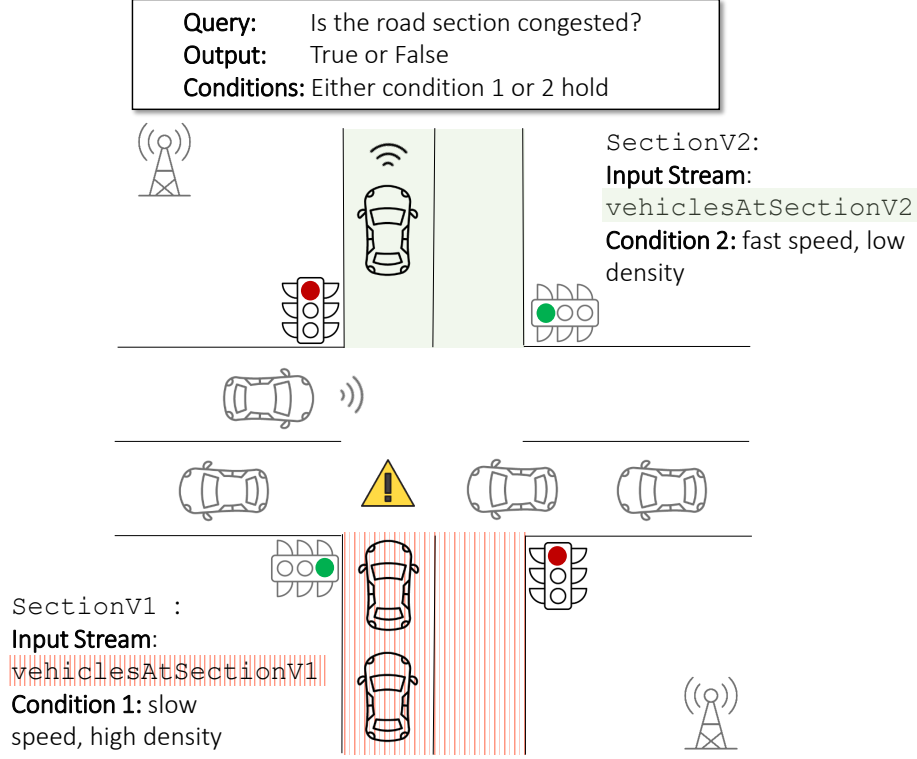 Query: Is the road section congested?
Output: True or False
Conditions: Either condition 1 or 2 hold
SectionV2:
Input Stream:
vehiclesAtSectionV2
Condition 2: fast speed, low
density
SectionV1 :
Input Stream:
vehiclesAtSectionV1
Condition 1: slow
speed, high density